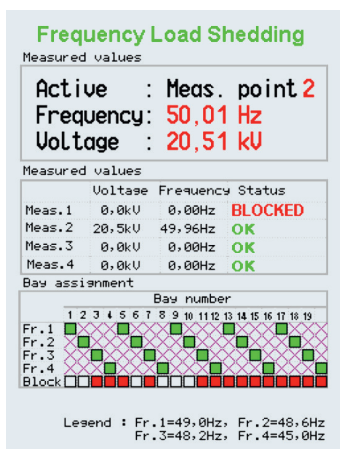 Frequency Load Shedding
Measured values
Active : Meas. point 2
Frequency: 50,01 Hz
Voltage : 20,51 kV
Measured values
Voltage Frequency Status
Meas.1 0,0kV 0,00Hz BLOCKED
Meas.2 20,5kV 49,96Hz OK
Meas.3 0,0kV 0,00Hz OK
Meas.4 0,0kV 0,00Hz OK
Bay assignment
Bay number
1 2 3 4 5 6 7 8 9 10 11 12 13 14 15 16 17 18 19
Fr.1
Fr.2
Fr.3
Fr.4
Block
Legend : Fr.1=49,0Hz, Fr.2=48,6Hz
Fr.3=48,2Hz, Fr.4=45,0Hz